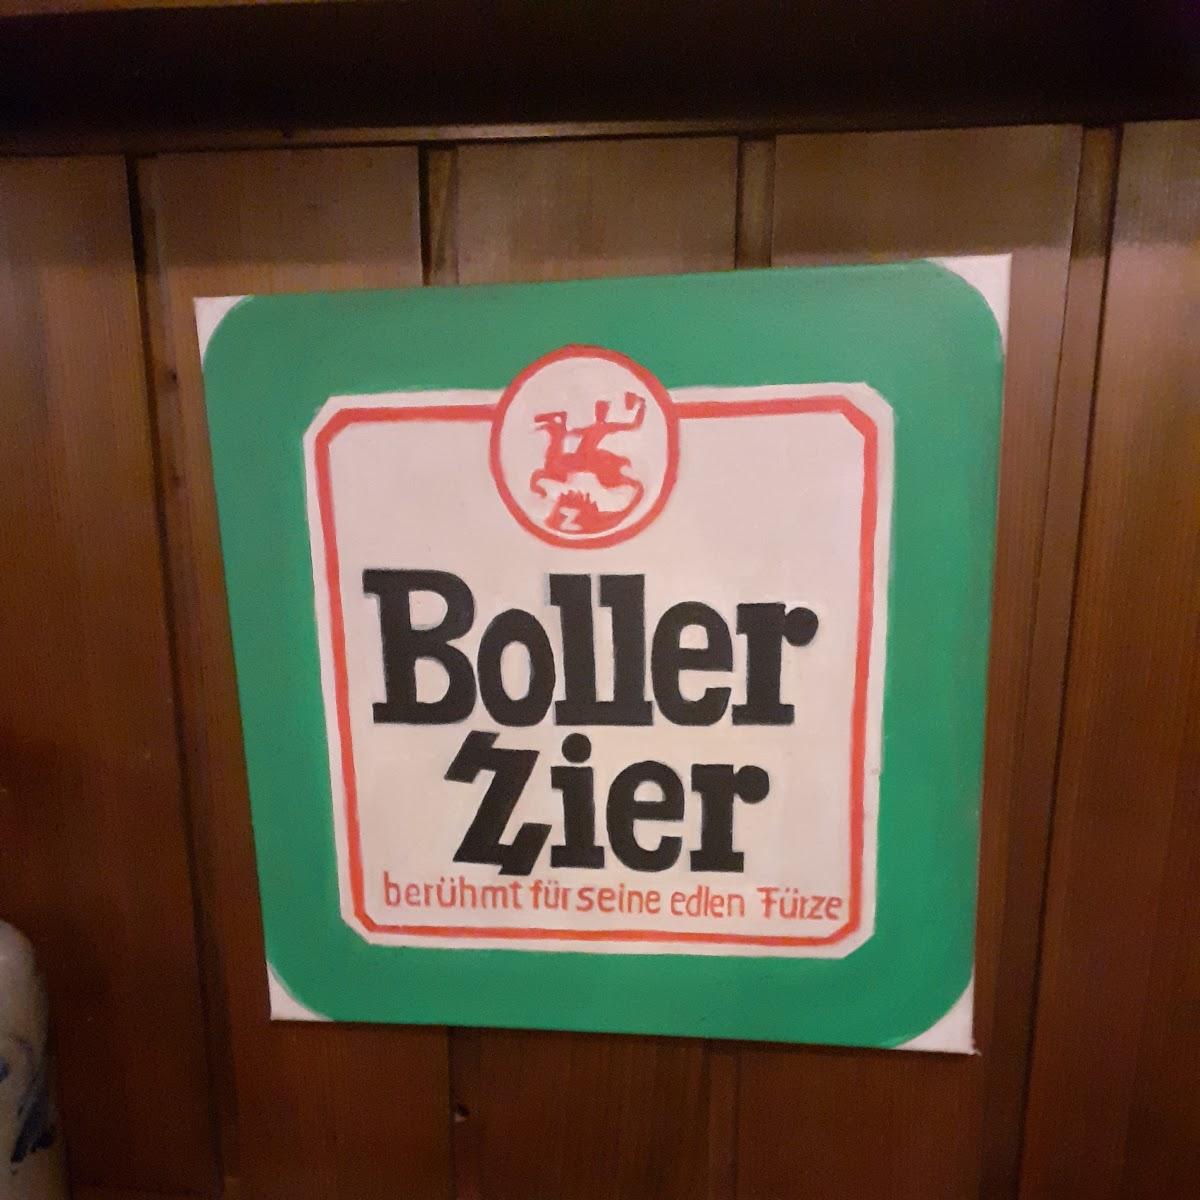 Z
Boller
Zier
berühmt für seine edlen Fürze